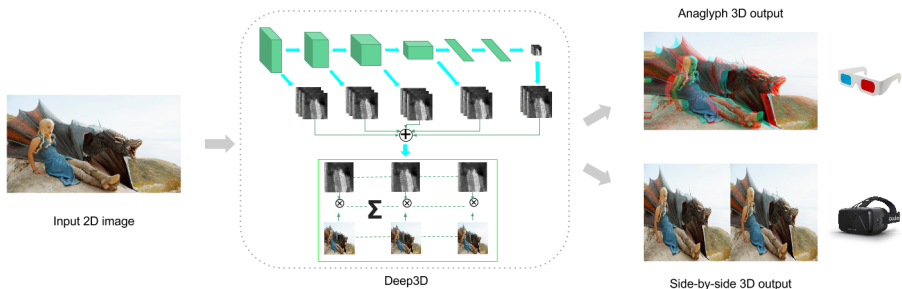 Anaglyph 3D output
Input 2D image
Σ
Deep3D
Side-by-side 3D output